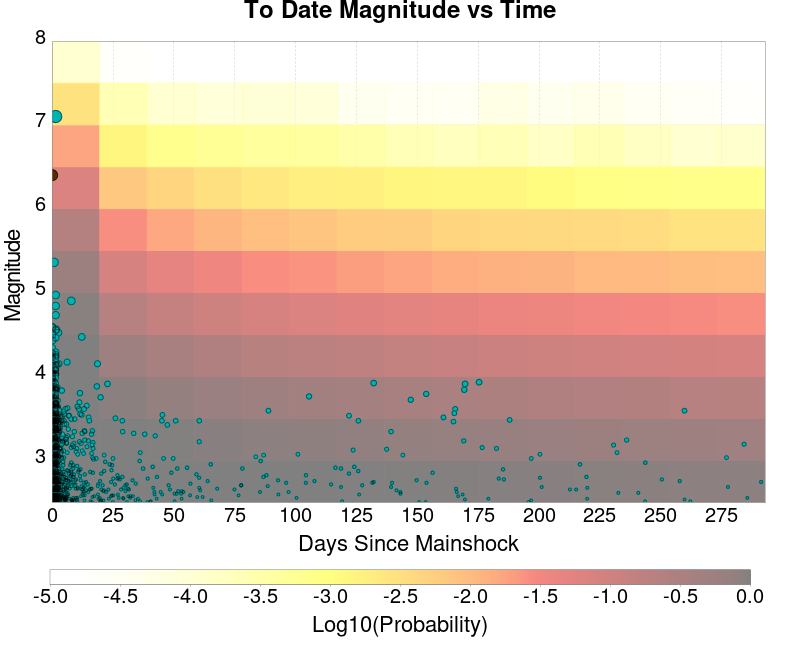 To Date Magnitude vs Time
8
7
6
5
4
3
Magnitude
0 25 50 75 100 125 150 175 200 225 250 275
Days Since Mainshock
-5.0 -4.5 -4.0 -3.5 -3.0 -2.5 -2.0 -1.5 -1.0 -0.5 0.0
Log10(Probability)